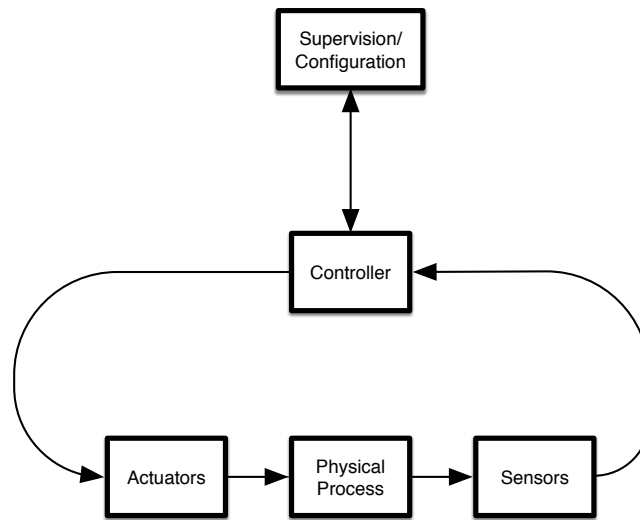 Supervision/
Configuration
Controller
Actuators
Physical
Process
Sensors